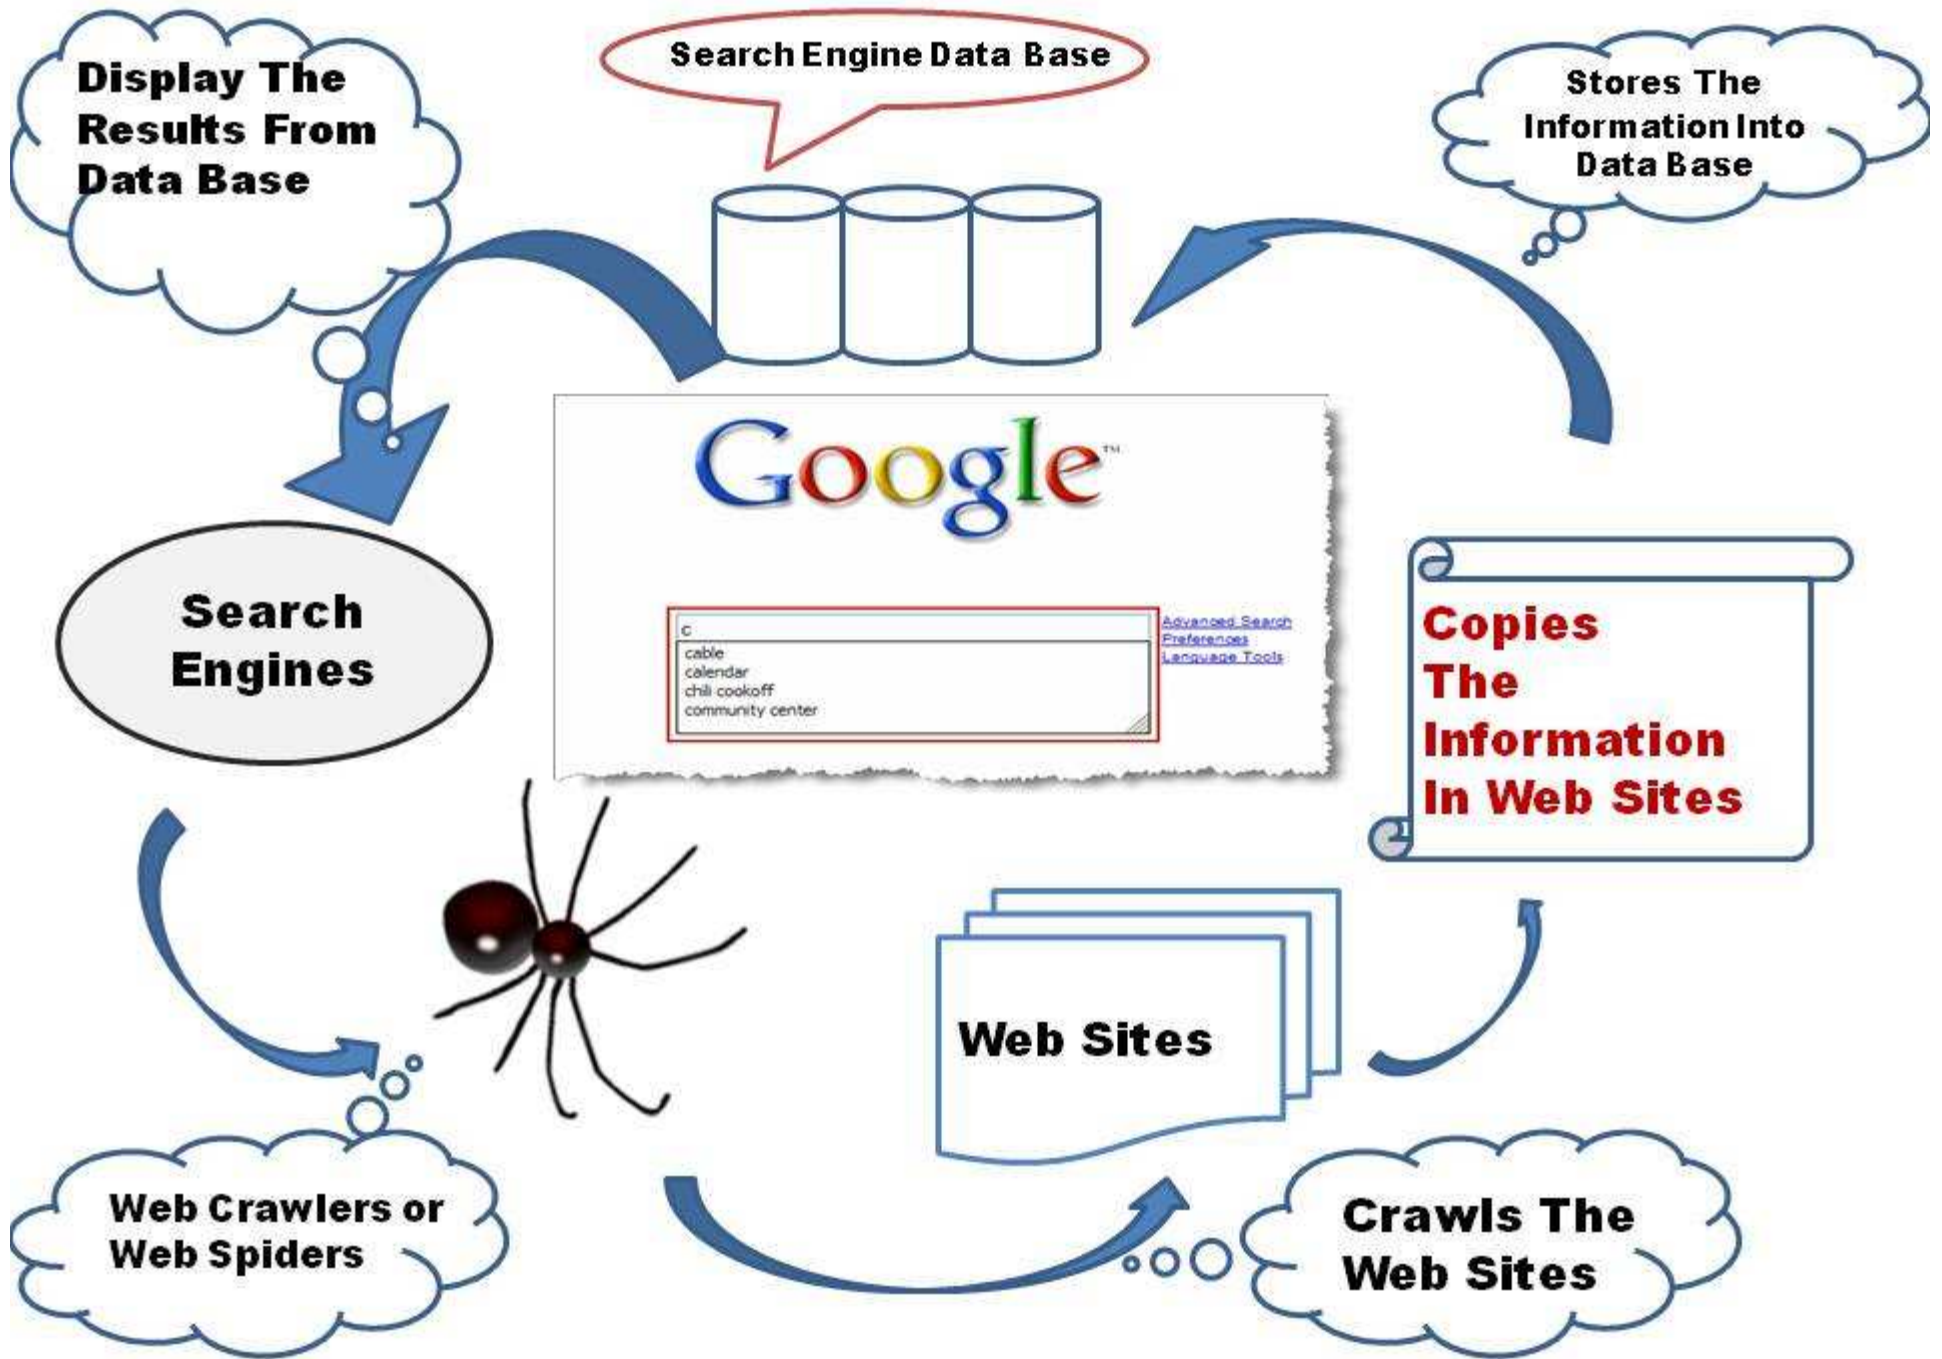 Display The
Results From
Data Base
Search Engine Data Base
Stores The
Information Into
Data Base
Google™
c
cable
calendar
chili cookoff
community center
Advanced Search
Preferences
Language Tools
Search
Engines
Copies
The
Information
In Web Sites
Web Sites
Web Crawlers or
Web Spiders
Crawls The
Web Sites